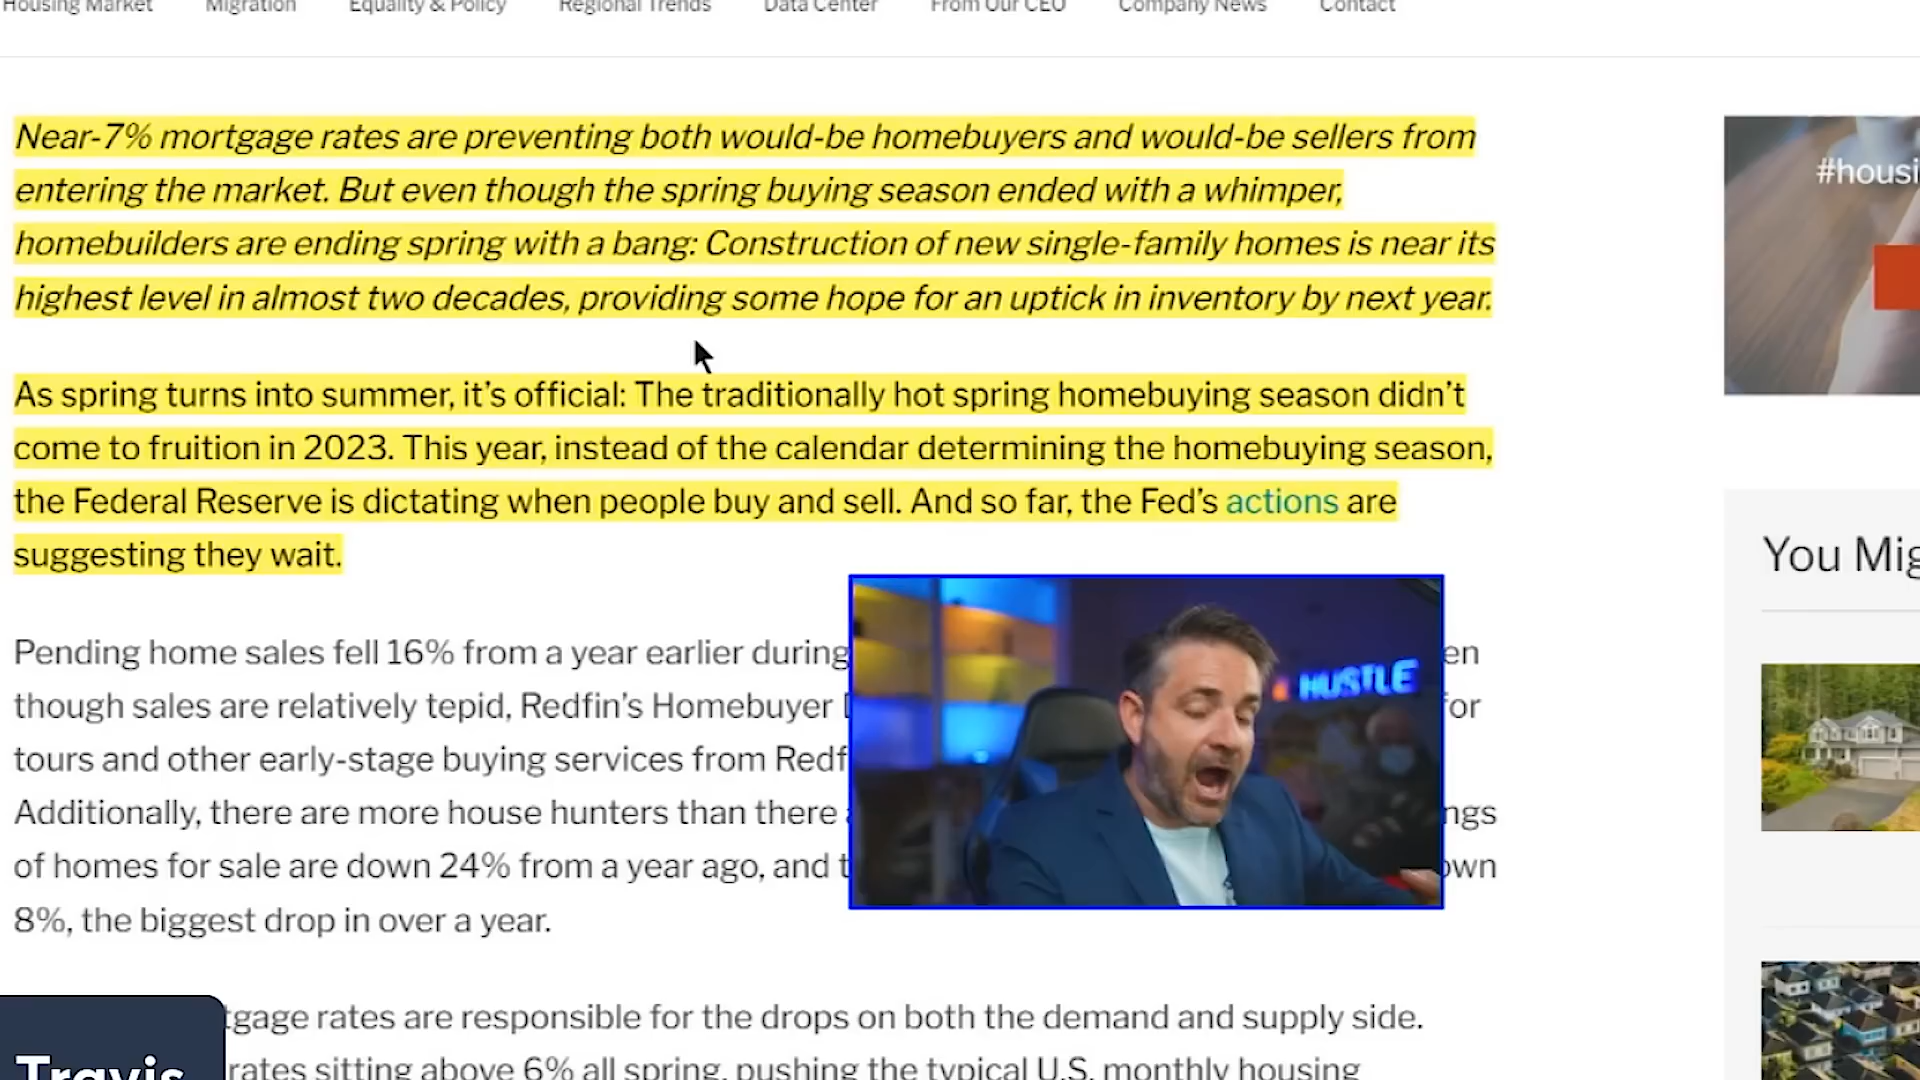 Housing Market Migration Equality & Policy Regional Trends Data Center From Our CEO Company News Contact
Near-7% mortgage rates are preventing both would-be homebuyers and would-be sellers from
entering the market. But even though the spring buying season ended with a whimper,
homebuilders are ending spring with a bang: Construction of new single-family homes is near its
highest level in almost two decades, providing some hope for an uptick in inventory by next year.
#housi
As spring turns into summer, it's official: The traditionally hot spring homebuying season didn't
come to fruition in 2023. This year, instead of the calendar determining the homebuying season,
the Federal Reserve is dictating when people buy and sell. And so far, the Fed's actions are
suggesting they wait.
You Mig
Pending home sales fell 16% from a year earlier during en
though sales are relatively tepid, Redfin's Homebuyer for
tours and other early-stage buying services from Redf
Additionally, there are more house hunters than there ngs
of homes for sale are down 24% from a year ago, and t own
8%, the biggest drop in over a year.
HUSTLE
tgage rates are responsible for the drops on both the demand and supply side.
rates sitting above 6% all spring, pushing the typical U.S. monthly housing
Travis